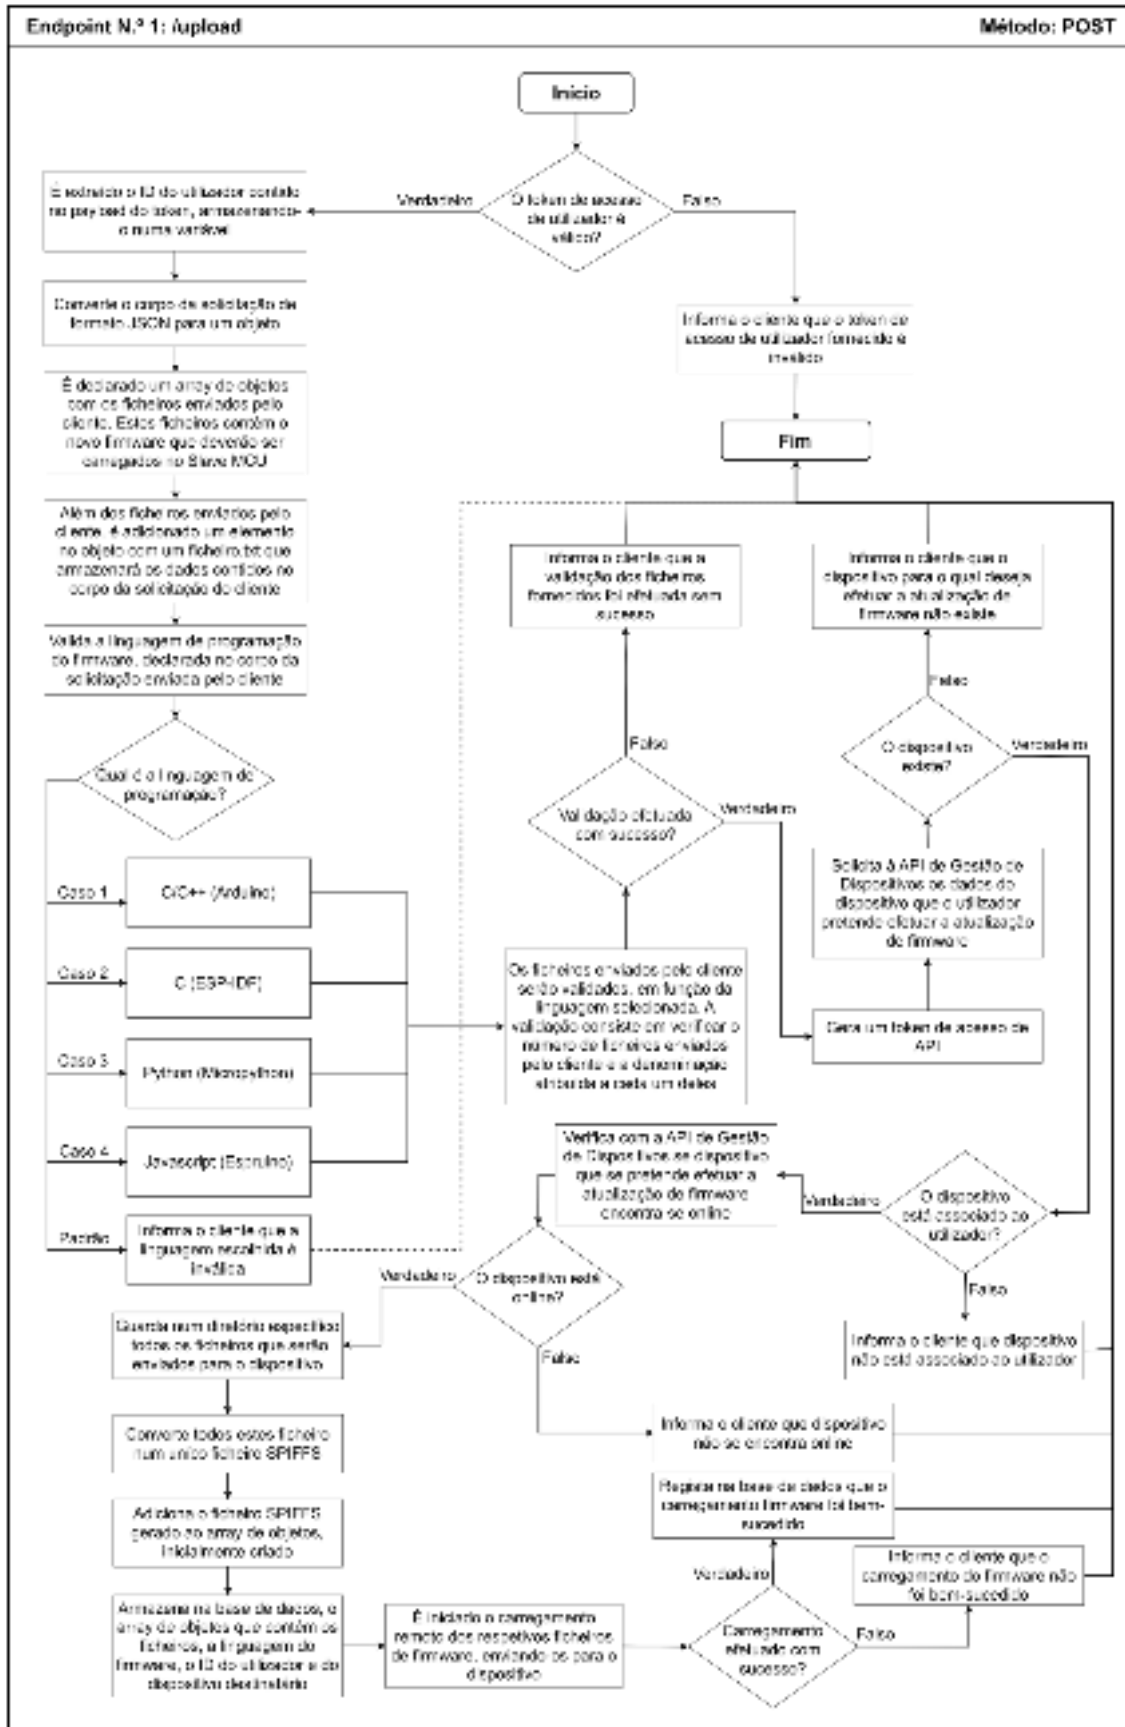 Endpoint N.º 1: /upload
Método: POST
Início
O token de acesso
de utilizador é
válido?
Verdadeiro
Falso
É extraído o ID do utilizador contido
no payload do token, armazenando-
o numa variável
Converte o corpo da solicitação de
formato JSON para um objeto
É declarado um array de objetos
com os ficheiros enviados pelo
cliente. Estes ficheiros contêm o
novo firmware que deverão ser
carregados no Slave MCU
Além dos ficheiros enviados pelo
cliente, é adicionado um elemento
no objeto com um ficheiro.txt que
armazenará os dados contidos no
corpo da solicitação do cliente
Valida a linguagem de programação
do firmware, declarada no corpo da
solicitação enviada pelo cliente
Qual é a linguagem de
programação?
Caso 1
C/C++ (Arduino)
Caso 2
C (ESP-IDF)
Caso 3
Python (Micropython)
Caso 4
Javascript (Espruino)
Padrão
Informa o cliente que a
linguagem escolhida é
inválida
Informa o cliente que o token de
acesso de utilizador fornecido é
inválido
Fim
Informa o cliente que a
validação dos ficheiros
fornecidos foi efetuada sem
sucesso
Falso
Validação efetuada
com sucesso?
Verdadeiro
Os ficheiros enviados pelo cliente
serão validados, em função da
linguagem selecionada. A
validação consiste em verificar o
número de ficheiros enviados
pelo cliente e a denominação
atribuída a cada um deles
Informa o cliente que o
dispositivo para o qual deseja
efetuar a atualização de
firmware não existe
Falso
O dispositivo
existe?
Verdadeiro
Solicita à API de Gestão de
Dispositivos os dados do
dispositivo que o utilizador
pretende efetuar a atualização
de firmware
Gera um token de acesso de
API
Verifica com a API de Gestão
de Dispositivos se dispositivo
que se pretende efetuar a
atualização de firmware
encontra-se online
Verdadeiro
O dispositivo
está associado ao
utilizador?
Falso
Informa o cliente que dispositivo
não está associado ao utilizador
Verdadeiro
O dispositivo está
online?
Falso
Informa o cliente que dispositivo
não se encontra online
Guarda num diretório específico
todos os ficheiros que serão
enviados para o dispositivo
Converte todos estes ficheiro
num unico ficheiro SPIFFS
Adiciona o ficheiro SPIFFS
gerado ao array de objetos,
inicialmente criado
Armazena na base de dados, o
array de objetos que contêm os
ficheiros, a linguagem do
firmware, o ID do utilizador e do
dispositivo destinatário
É iniciado o carregamento
remoto dos respetivos ficheiros
de firmware, enviando-os para o
dispositivo
Carregamento
efetuado com
sucesso?
Verdadeiro
Registe na base de dados que o
carregamento firmware foi bem-
sucedido
Falso
Informa o cliente que o
carregamento do firmware não
foi bem-sucedido